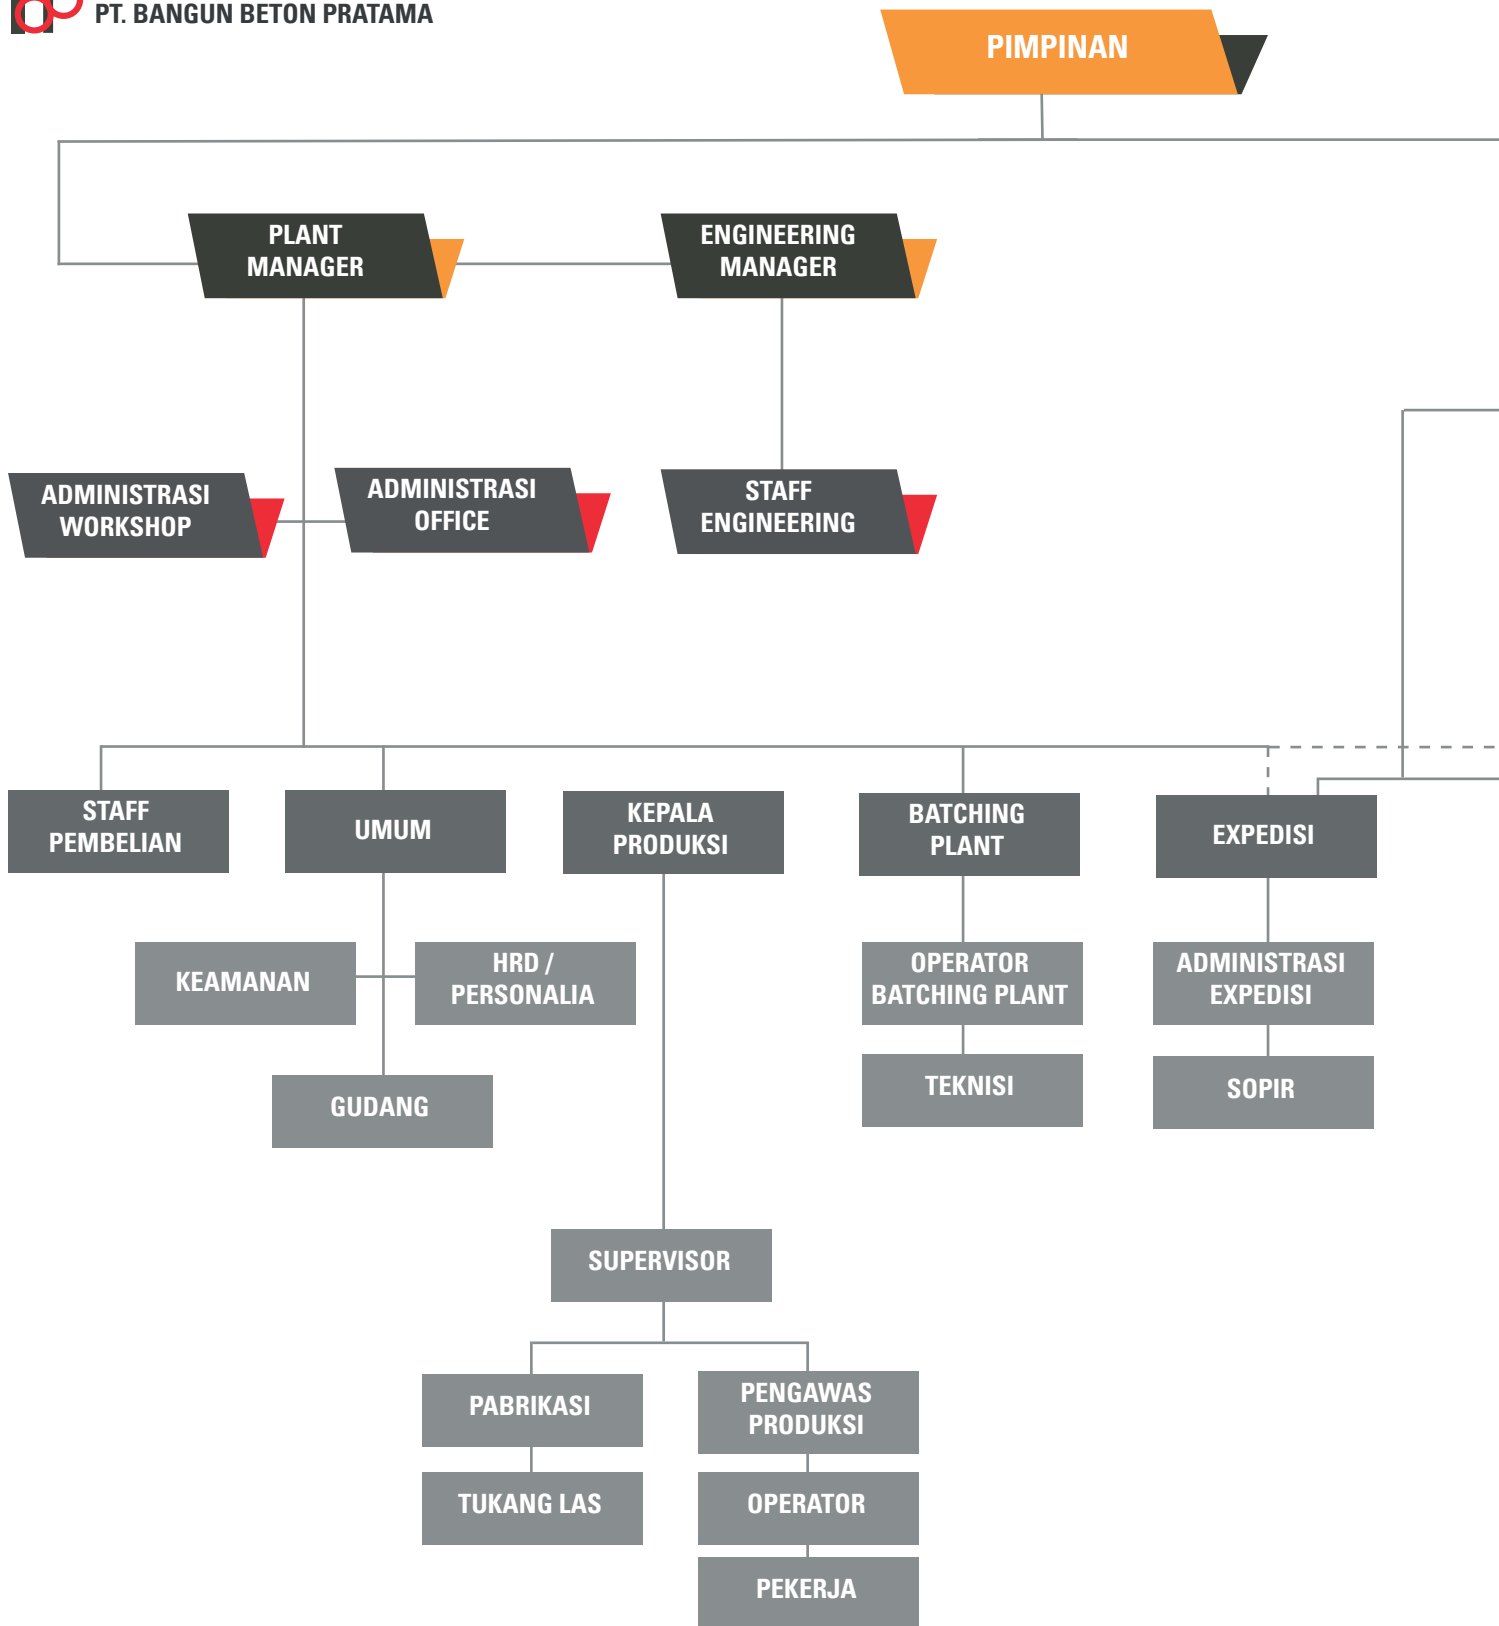 PT. BANGUN BETON PRATAMA
PIMPINAN
PLANT
MANAGER
ENGINEERING
MANAGER
ADMINISTRASI
WORKSHOP
ADMINISTRASI
OFFICE
STAFF
ENGINEERING
STAFF
PEMBELIAN
UMUM
KEPALA
PRODUKSI
BATCHING
PLANT
EXPEDISI
KEAMANAN
HRD /
PERSONALIA
OPERATOR
BATCHING PLANT
ADMINISTRASI
EXPEDISI
GUDANG
TEKNISI
SOPIR
SUPERVISOR
PABRIKASI
PENGAWAS
PRODUKSI
TUKANG LAS
OPERATOR
PEKERJA